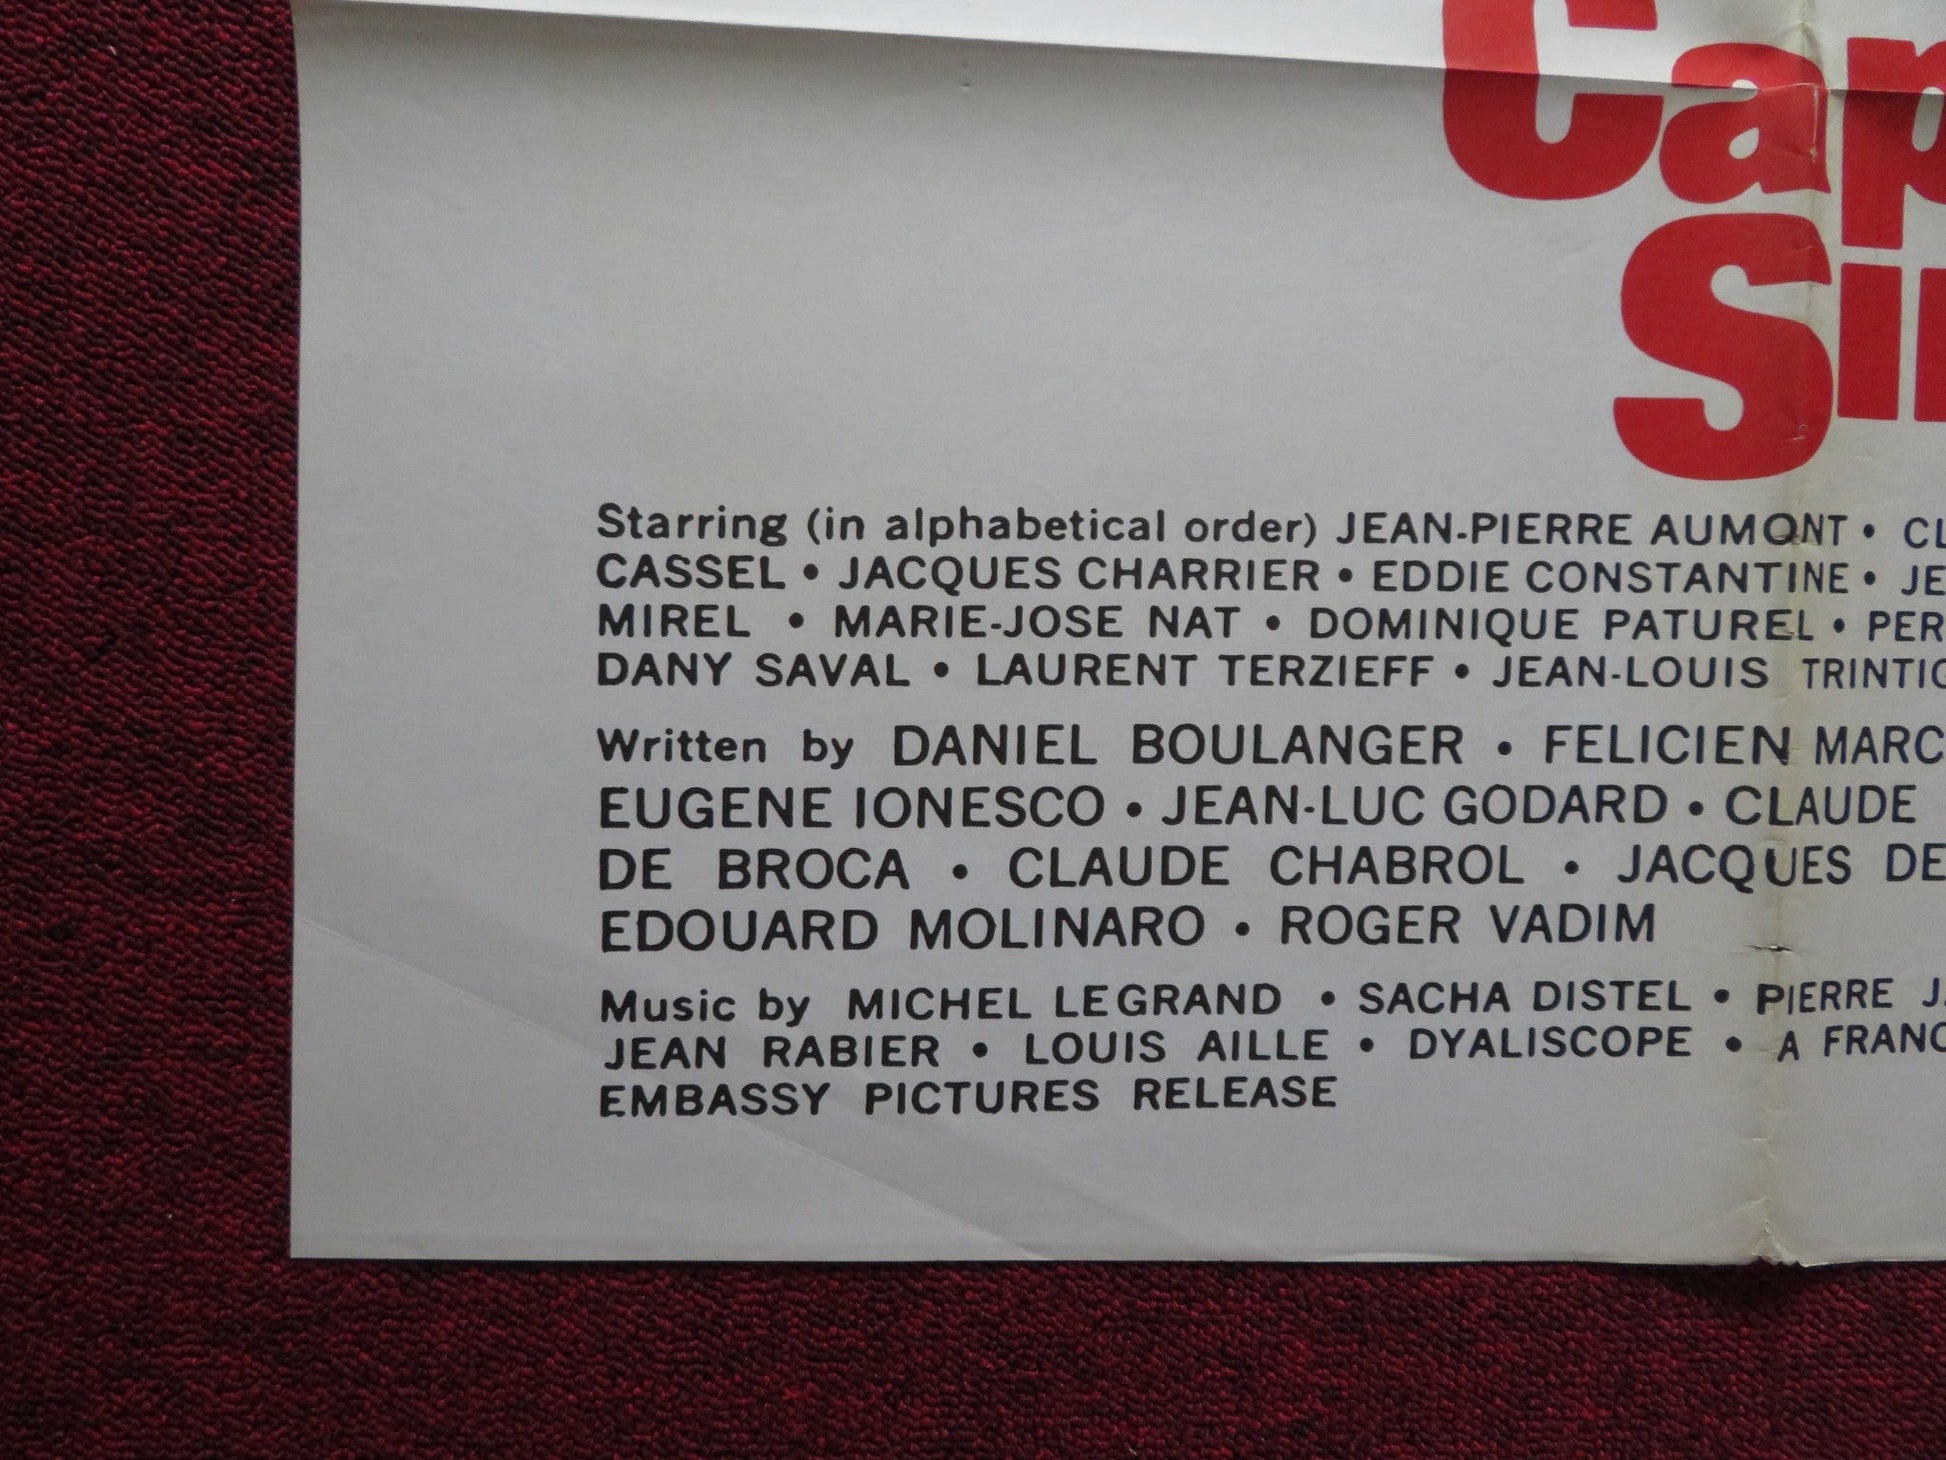 Cap
Sin
Starring (in alphabetical order) JEAN-PIERRE AUMONT • CL
CASSEL • JACQUES CHARRIER • EDDIE CONSTANTINE • JE
MIREL • MARIE-JOSE NAT • DOMINIQUE PATUREL • PER
DANY SAVAL • LAURENT TERZIEFF • JEAN-LOUIS TRINTIG
Written by DANIEL BOULANGER • FELICIEN MARC
EUGENE IONESCO • JEAN-LUC GODARD • CLAUDE
DE BROCA • CLAUDE CHABROL • JACQUES DE
EDOUARD MOLINARO • ROGER VADIM
Music by MICHEL LEGRAND • SACHA DISTEL • PIERRE JA
JEAN RABIER • LOUIS AILLE • DYALISCOPE • A FRANC
EMBASSY PICTURES RELEASE